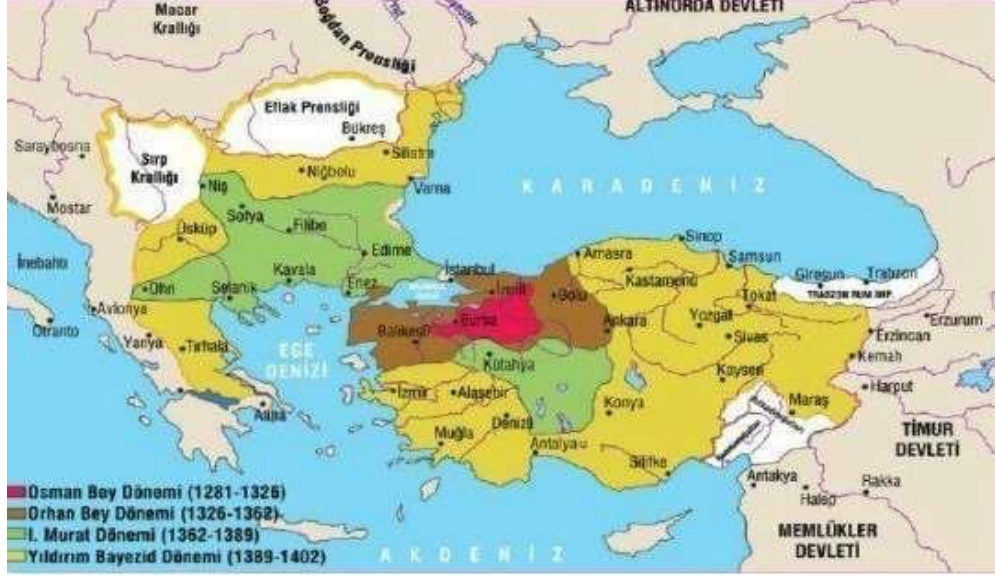 ALTINORDA DEVLETİ
Macar
Krallığı
Boğdan Prensliği
Eflak Prensliği
Bükreş
Saraybosna
Sırp
Krallığı
Silistre
Niğbolu
Niş
Varna
KARADENİZ
Mostar
Sofya
Filibe
Üsküp
Edirne
Sinop
Amasra
Samsun
İnebahtı
Kastamonu
Giresun
Trabzon
TRABZON RUM İMP.
İstanbul
Kavala
Enez
İzmit
Bolu
Ohri
Selanik
Tokat
Avlonya
Bursa
Ankara
Yozgat
Erzurum
Otranto
Balıkesir
Erzincan
Yanya
Tırhala
Sivas
EGE
DENİZİ
Kütahya
Kemah
Kayseri
Harput
İzmir
Alaşehir
Maraş
Atina
Konya
Denizli
TİMUR
DEVLETİ
Muğla
Antalya
Silifke
Antakya
Rakka
Halep
Osman Bey Dönemi (1281-1326)
Orhan Bey Dönemi (1326-1362)
I. Murat Dönemi (1362-1389)
Yıldırım Bayezid Dönemi (1389-1402)
AKDENİZ
MEMLÜKLER
DEVLETİ